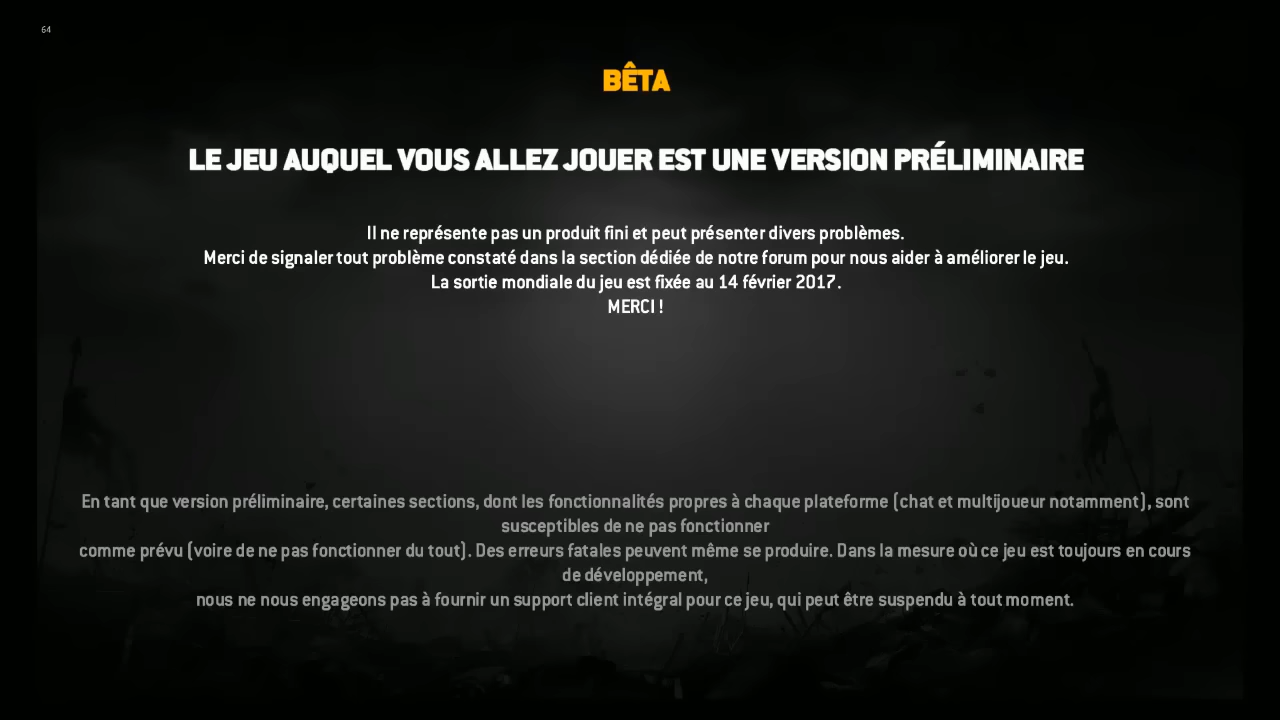 64
BÊTA
LE JEU AUQUEL VOUS ALLEZ JOUER EST UNE VERSION PRÉLIMINAIRE
Il ne représente pas un produit fini et peut présenter divers problèmes.
Merci de signaler tout problème constaté dans la section dédiée de notre forum pour nous aider à améliorer le jeu.
La sortie mondiale du jeu est fixée au 14 février 2017.
MERCI !
En tant que version préliminaire, certaines sections, dont les fonctionnalités propres à chaque plateforme (chat et multijoueur notamment), sont
susceptibles de ne pas fonctionner
comme prévu (voire de ne pas fonctionner du tout). Des erreurs fatales peuvent même se produire. Dans la mesure où ce jeu est toujours en cours
de développement,
nous ne nous engageons pas à fournir un support client intégral pour ce jeu, qui peut être suspendu à tout moment.